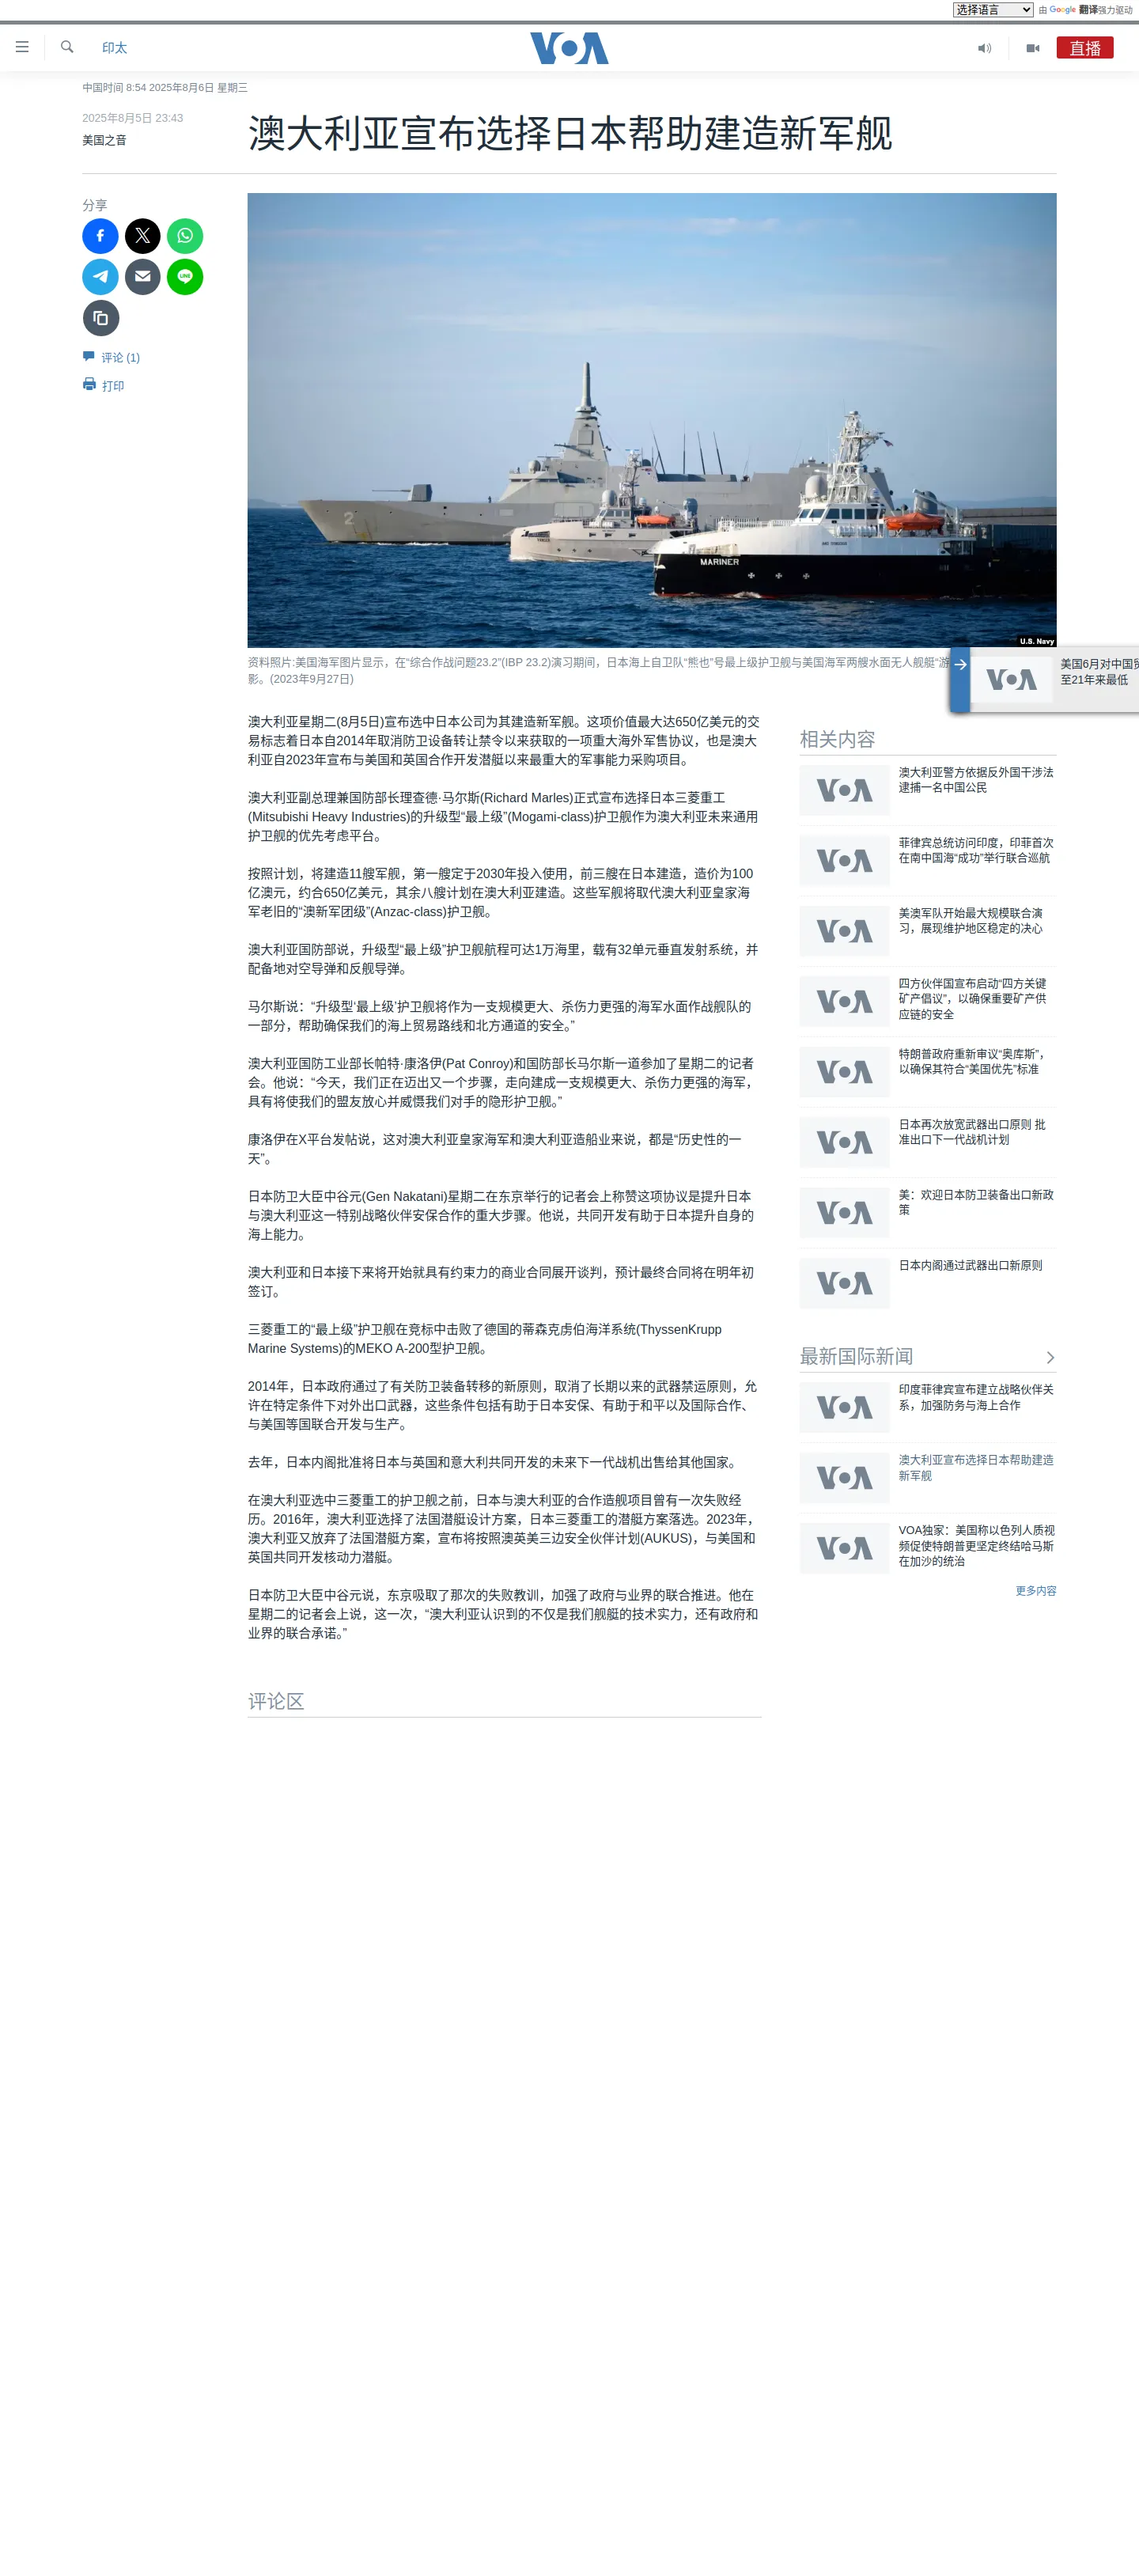 选择语言 由 Google 翻译强力驱动
印太
VOA
直播
中国时间 8:54 2025年8月6日 星期三
2025年8月5日 23:43
美国之音
澳大利亚宣布选择日本帮助建造新军舰
分享
LINE
评论 (1)
打印
2
MARINER
U.S. Navy
资料照片:美国海军图片显示，在“综合作战问题23.2”(IBP 23.2)演习期间，日本海上自卫队“熊也”号最上级护卫舰与美国海军两艘水面无人舰艇“游
影。(2023年9月27日)
美国6月对中国贸
至21年来最低
澳大利亚星期二(8月5日)宣布选中日本公司为其建造新军舰。这项价值最大达650亿美元的交
易标志着日本自2014年取消防卫设备转让禁令以来获取的一项重大海外军售协议，也是澳大
利亚自2023年宣布与美国和英国合作开发潜艇以来最重大的军事能力采购项目。
澳大利亚副总理兼国防部长理查德·马尔斯(Richard Marles)正式宣布选择日本三菱重工
(Mitsubishi Heavy Industries)的升级型“最上级”(Mogami-class)护卫舰作为澳大利亚未来通用
护卫舰的优先考虑平台。
按照计划，将建造11艘军舰，第一艘定于2030年投入使用，前三艘在日本建造，造价为100
亿澳元，约合650亿美元，其余八艘计划在澳大利亚建造。这些军舰将取代澳大利亚皇家海
军老旧的“澳新军团级”(Anzac-class)护卫舰。
澳大利亚国防部说，升级型“最上级”护卫舰航程可达1万海里，载有32单元垂直发射系统，并
配备地对空导弹和反舰导弹。
马尔斯说：“升级型‘最上级’护卫舰将作为一支规模更大、杀伤力更强的海军水面作战舰队的
一部分，帮助确保我们的海上贸易路线和北方通道的安全。”
澳大利亚国防工业部长帕特·康洛伊(Pat Conroy)和国防部长马尔斯一道参加了星期二的记者
会。他说：“今天，我们正在迈出又一个步骤，走向建成一支规模更大、杀伤力更强的海军，
具有将使我们的盟友放心并威慑我们对手的隐形护卫舰。”
康洛伊在X平台发帖说，这对澳大利亚皇家海军和澳大利亚造船业来说，都是“历史性的一
天”。
日本防卫大臣中谷元(Gen Nakatani)星期二在东京举行的记者会上称赞这项协议是提升日本
与澳大利亚这一特别战略伙伴安保合作的重大步骤。他说，共同开发有助于日本提升自身的
海上能力。
澳大利亚和日本接下来将开始就具有约束力的商业合同展开谈判，预计最终合同将在明年初
签订。
三菱重工的“最上级”护卫舰在竞标中击败了德国的蒂森克虏伯海洋系统(ThyssenKrupp
Marine Systems)的MEKO A-200型护卫舰。
2014年，日本政府通过了有关防卫装备转移的新原则，取消了长期以来的武器禁运原则，允
许在特定条件下对外出口武器，这些条件包括有助于日本安保、有助于和平以及国际合作、
与美国等国联合开发与生产。
去年，日本内阁批准将日本与英国和意大利共同开发的未来下一代战机出售给其他国家。
在澳大利亚选中三菱重工的护卫舰之前，日本与澳大利亚的合作造舰项目曾有一次失败经
历。2016年，澳大利亚选择了法国潜艇设计方案，日本三菱重工的潜艇方案落选。2023年，
澳大利亚又放弃了法国潜艇方案，宣布将按照澳英美三边安全伙伴计划(AUKUS)，与美国和
英国共同开发核动力潜艇。
日本防卫大臣中谷元说，东京吸取了那次的失败教训，加强了政府与业界的联合推进。他在
星期二的记者会上说，这一次，“澳大利亚认识到的不仅是我们舰艇的技术实力，还有政府和
业界的联合承诺。”
评论区
相关内容
VOA
澳大利亚警方依据反外国干涉法
逮捕一名中国公民
VOA
菲律宾总统访问印度，印菲首次
在南中国海“成功”举行联合巡航
VOA
美澳军队开始最大规模联合演
习，展现维护地区稳定的决心
VOA
四方伙伴国宣布启动“四方关键
矿产倡议”，以确保重要矿产供
应链的安全
VOA
特朗普政府重新审议“奥库斯”，
以确保其符合“美国优先”标准
VOA
日本再次放宽武器出口原则 批
准出口下一代战机计划
VOA
美：欢迎日本防卫装备出口新政
策
VOA
日本内阁通过武器出口新原则
最新国际新闻
VOA
印度菲律宾宣布建立战略伙伴关
系，加强防务与海上合作
VOA
澳大利亚宣布选择日本帮助建造
新军舰
VOA
VOA独家：美国称以色列人质视
频促使特朗普更坚定终结哈马斯
在加沙的统治
更多内容